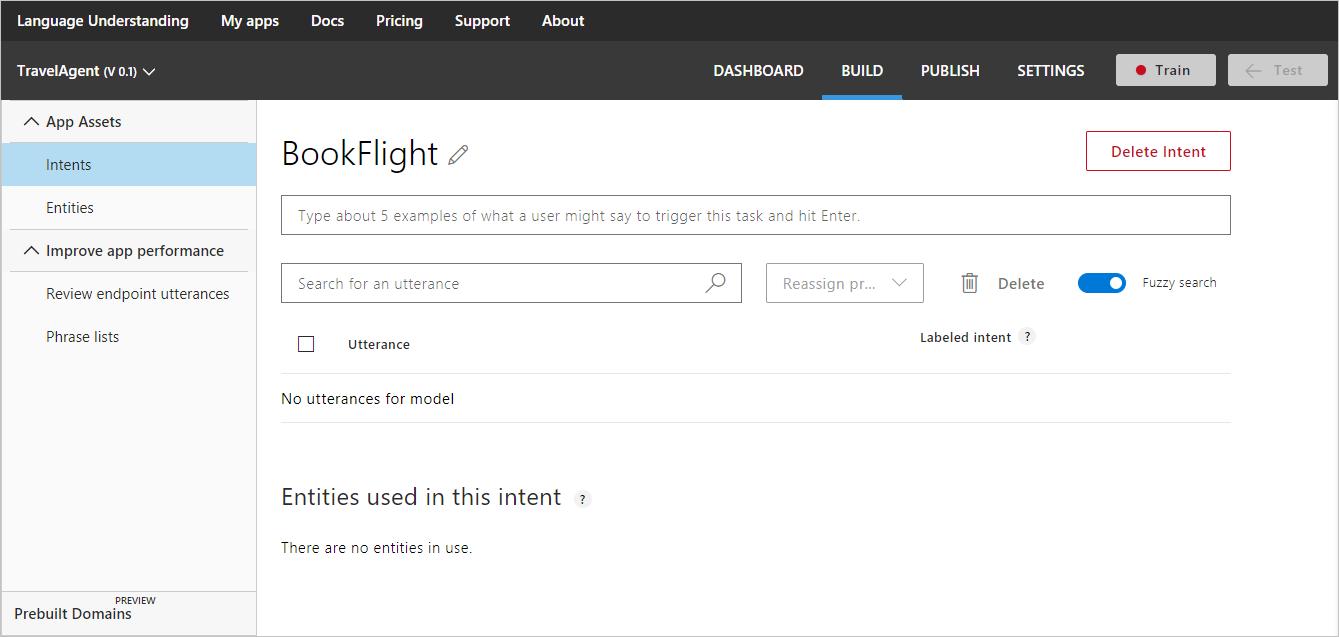 Language Understanding My apps Docs Pricing Support About
TravelAgent (V 0.1) DASHBOARD BUILD PUBLISH SETTINGS Train Test
App Assets
Intents
Entities
Improve app performance
Review endpoint utterances
Phrase lists
PREVIEW
Prebuilt Domains
BookFlight Delete Intent
Type about 5 examples of what a user might say to trigger this task and hit Enter.
Search for an utterance Reassign pr... Delete Fuzzy search
Utterance Labeled intent ?
No utterances for model
Entities used in this intent ?
There are no entities in use.